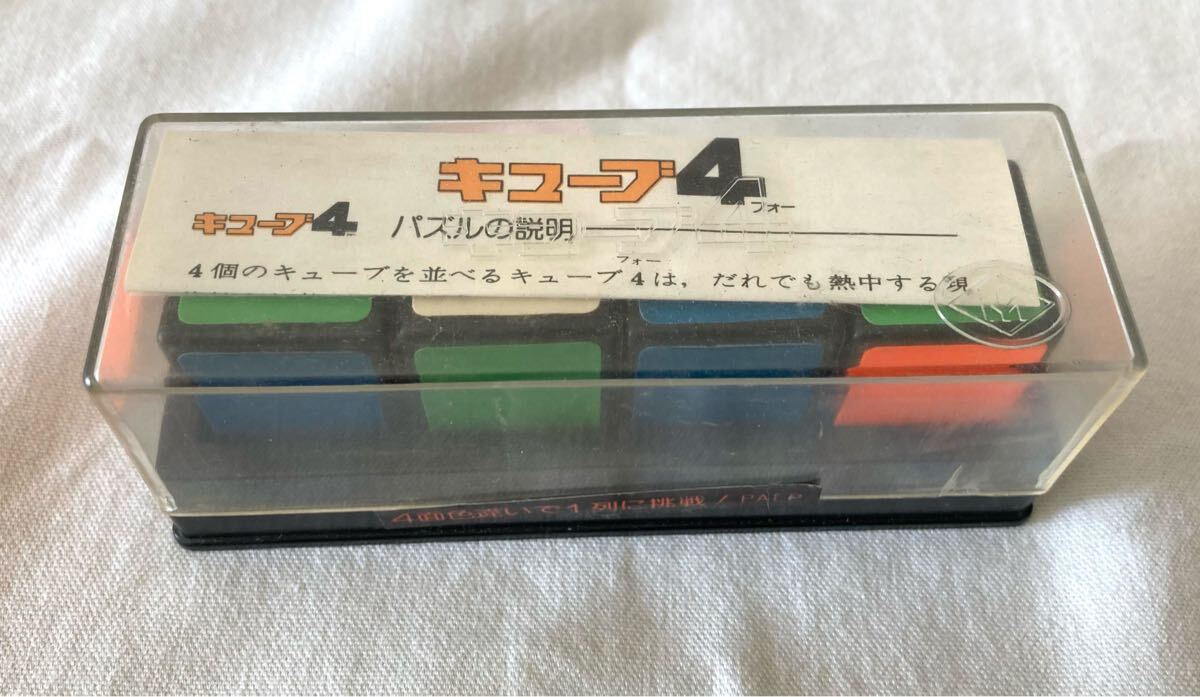 キューブ4
フォー
キューブ4 パズルの説明
フォー
4個のキューブを並べるキューブ4は，だれでも熱中する現
4面色違いで1列に挑戦! PAT.P